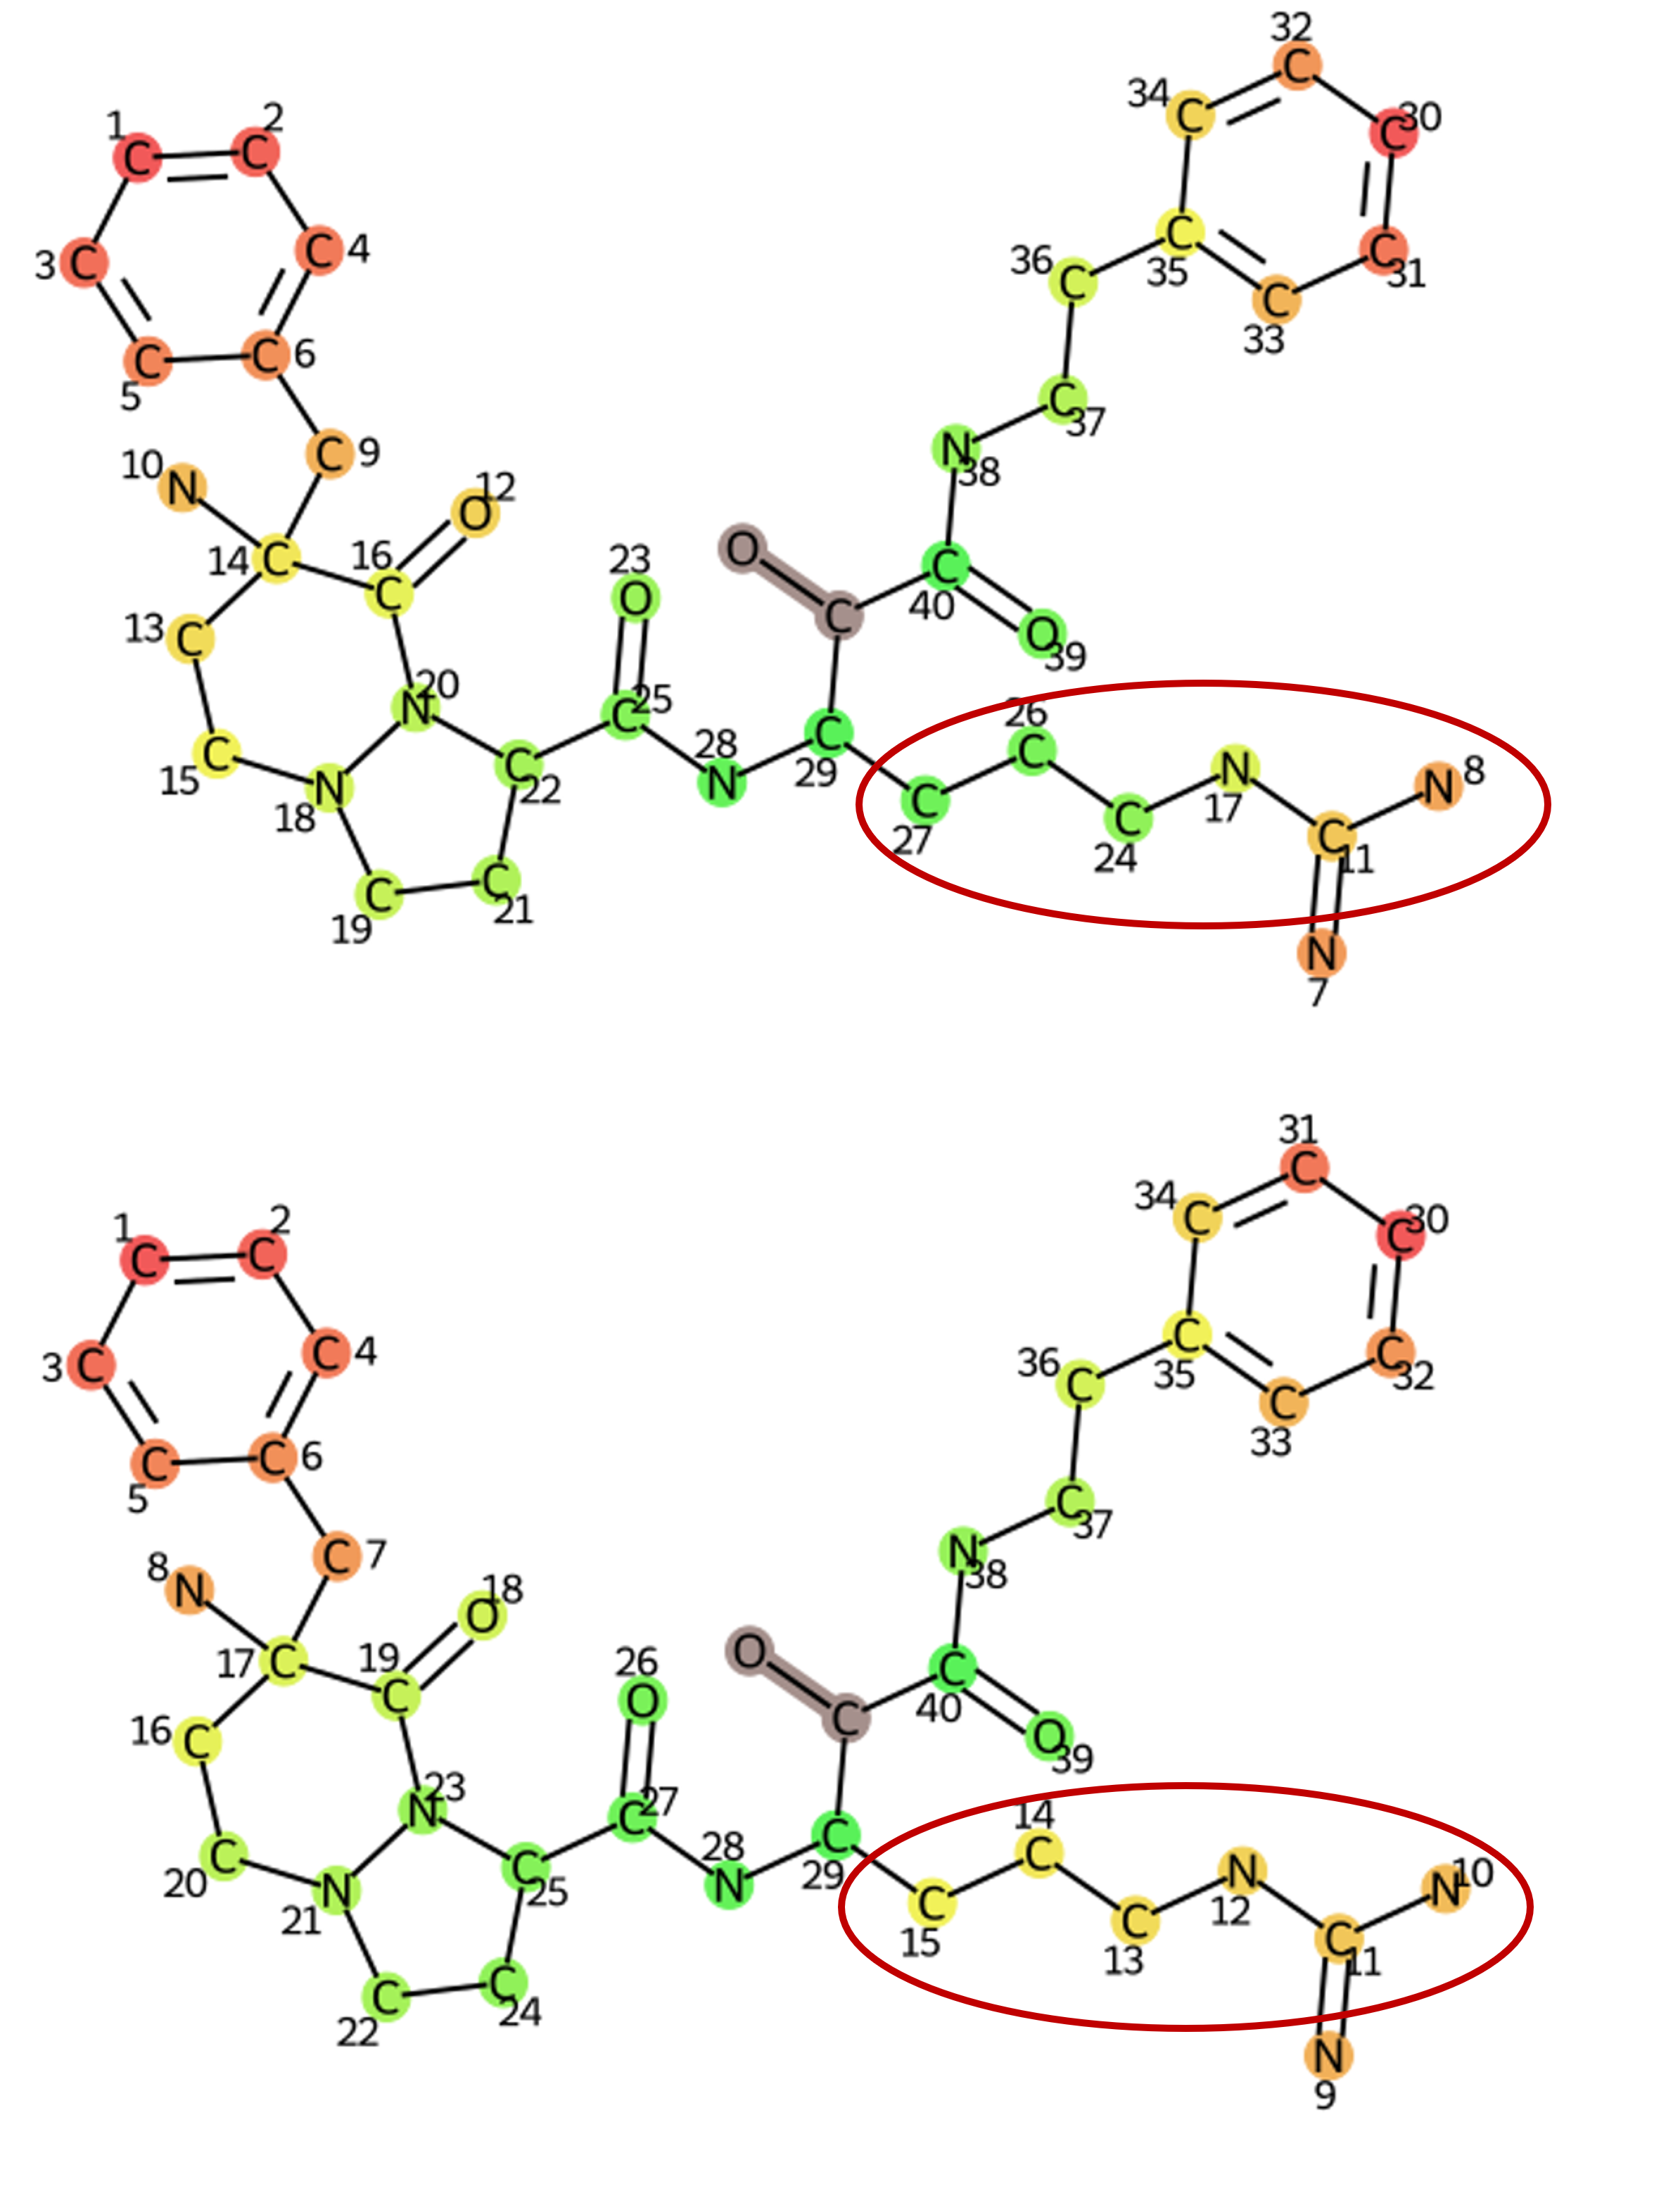 32
34 C
C 30
C
1 2
C C
3 C C 4
36 C 35 C 31
C C 33
C C 6
5
C 37
C 9
N 38
10 N
12 O
23
14 C 16 C
O C 40 O 39
O
13 C
C
20 N
25 C
26 C
28 N C 29
C 15
N 18
C 22
C 27
N 17
N 8
C 24
C 11
C 19
C 21
N 7
31
34 C
C 30
C
1 2
C C
3 C C 4
36 C 35 C 32
C C 33
C C 6
5
C 37
C 7
N 38
8 N
18 O
26
17 C 19 C
O C 40 O 39
O
16 C
C
23 N
27 C
14 C
28 N C 29
C 20
N 21
C 25
C 15
N 12
N 10
C 13
C 11
C 22
C 24
N 9